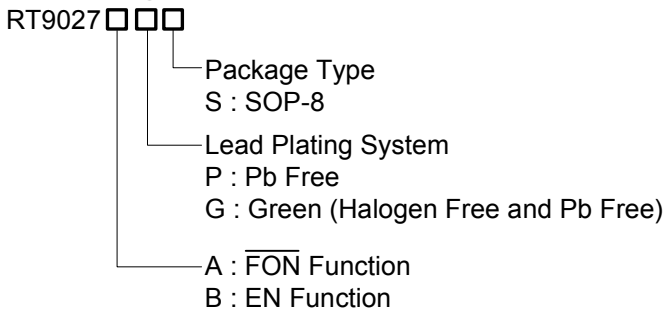 RT9027□□□
Package Type
S : SOP-8
Lead Plating System
P : Pb Free
G : Green (Halogen Free and Pb Free)
A : F̅O̅N̅ Function
B : EN Function